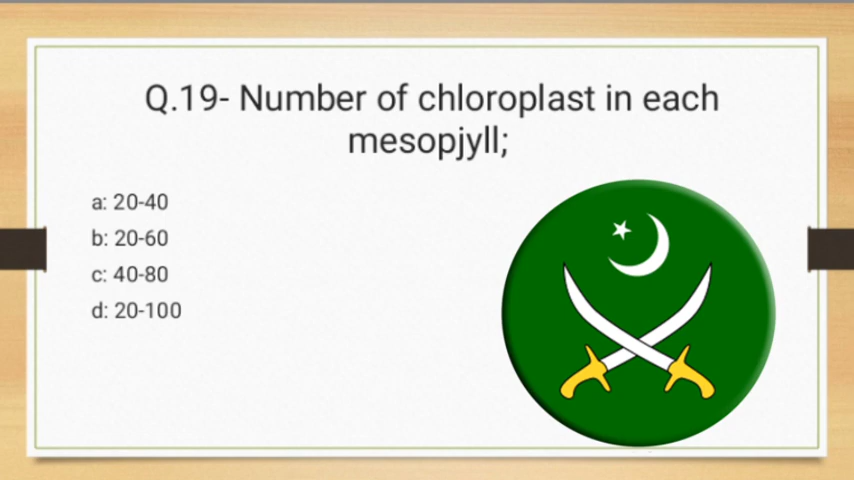 Q.19- Number of chloroplast in each
mesopjyll;
a: 20-40
b: 20-60
c: 40-80
d: 20-100